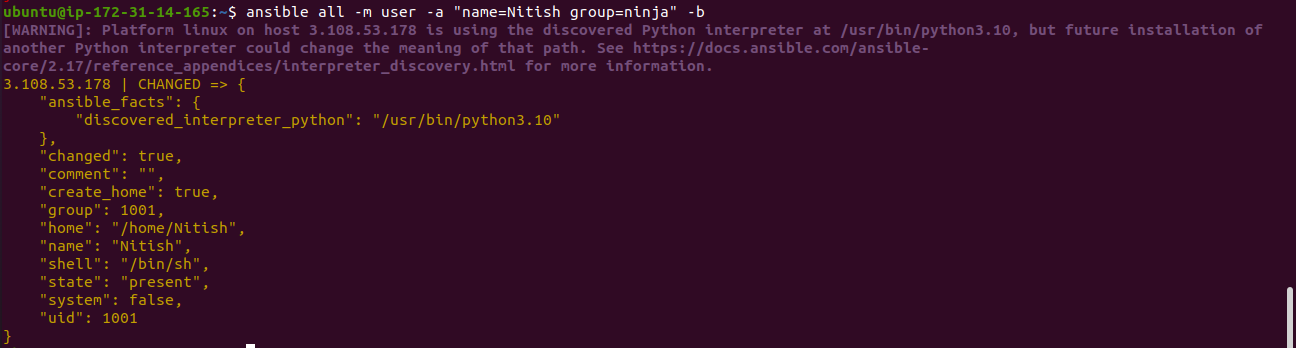 ubuntu@ip-172-31-14-165:~$ ansible all -m user -a "name=Nitish group=ninja" -b
[WARNING]: Platform linux on host 3.108.53.178 is using the discovered Python interpreter at /usr/bin/python3.10, but future installation of
another Python interpreter could change the meaning of that path. See https://docs.ansible.com/ansible-
core/2.17/reference_appendices/interpreter_discovery.html for more information.
3.108.53.178 | CHANGED => {
    "ansible_facts": {
        "discovered_interpreter_python": "/usr/bin/python3.10"
    },
    "changed": true,
    "comment": "",
    "create_home": true,
    "group": 1001,
    "home": "/home/Nitish",
    "name": "Nitish",
    "shell": "/bin/sh",
    "state": "present",
    "system": false,
    "uid": 1001
}